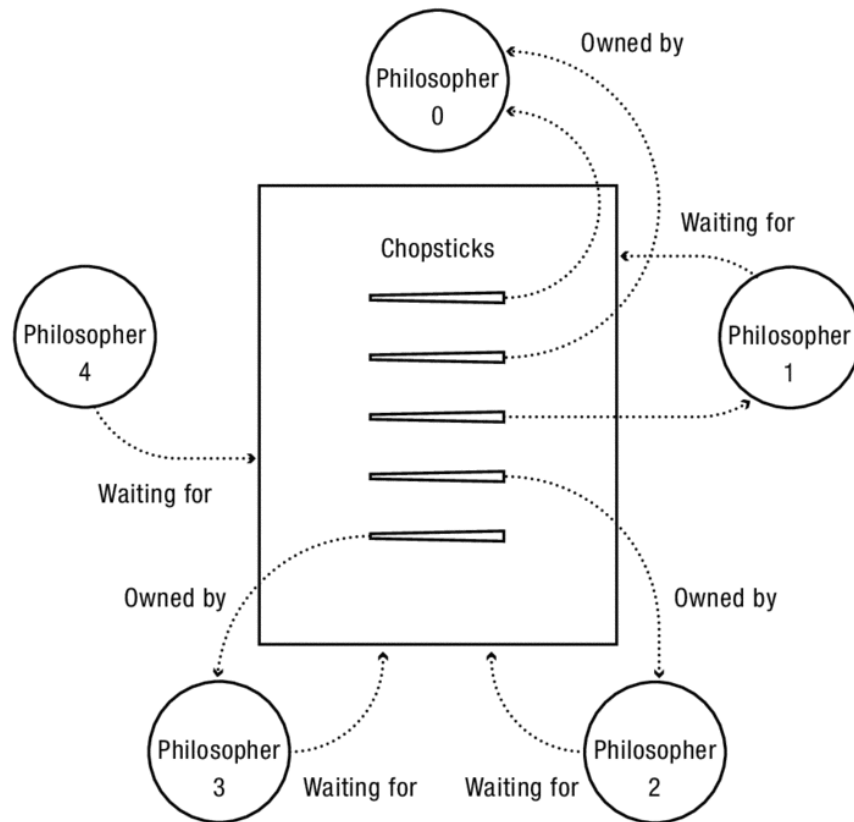 Owned by
Philosopher
0
Waiting for
Chopsticks
Philosopher
4
Philosopher
1
Waiting for
Owned by
Owned by
Philosopher
3
Waiting for
Waiting for
Philosopher
2